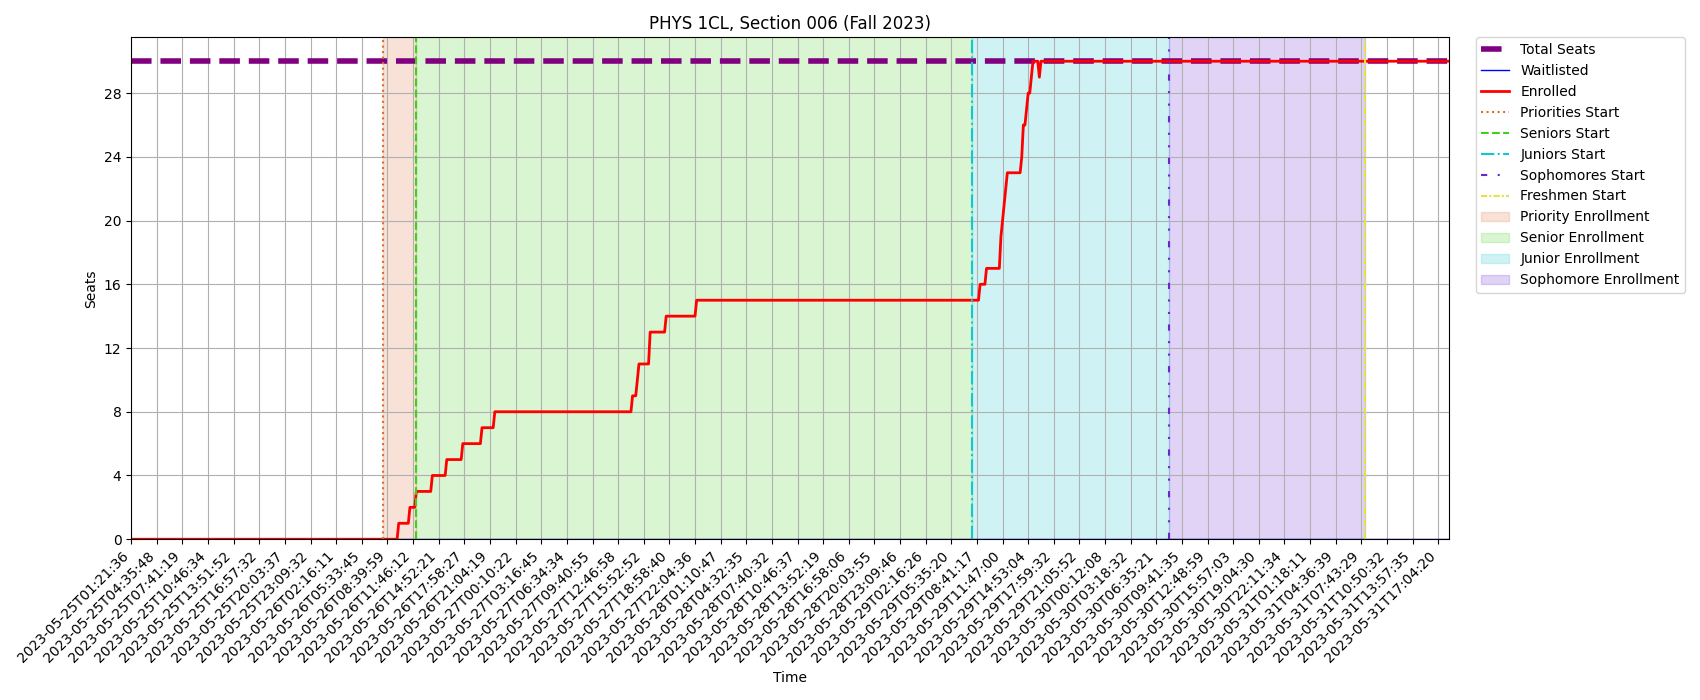 PHYS 1CL, Section 006 (Fall 2023)
Total Seats
Waitlisted
Enrolled
Priorities Start
Seniors Start
Juniors Start
Sophomores Start
Freshmen Start
Priority Enrollment
Senior Enrollment
Junior Enrollment
Sophomore Enrollment
Seats
28
24
20
16
12
8
4
0
2023-05-25T01:21:36
2023-05-25T04:35:48
2023-05-25T07:41:19
2023-05-25T10:46:34
2023-05-25T13:51:52
2023-05-25T16:57:32
2023-05-25T20:03:37
2023-05-25T23:09:32
2023-05-26T02:16:11
2023-05-26T05:33:45
2023-05-26T08:39:59
2023-05-26T11:46:12
2023-05-26T14:52:21
2023-05-26T17:58:27
2023-05-26T21:04:19
2023-05-27T00:10:22
2023-05-27T03:16:45
2023-05-27T06:34:34
2023-05-27T09:40:55
2023-05-27T12:46:58
2023-05-27T15:52:52
2023-05-27T18:58:40
2023-05-27T22:04:36
2023-05-28T01:10:47
2023-05-28T04:32:35
2023-05-28T07:40:32
2023-05-28T10:46:37
2023-05-28T13:52:19
2023-05-28T16:58:06
2023-05-28T20:03:55
2023-05-28T23:09:46
2023-05-29T02:16:26
2023-05-29T05:35:20
2023-05-29T08:41:17
2023-05-29T11:47:00
2023-05-29T14:53:04
2023-05-29T17:59:32
2023-05-29T21:05:52
2023-05-30T00:12:08
2023-05-30T03:18:32
2023-05-30T06:35:21
2023-05-30T09:41:35
2023-05-30T12:48:59
2023-05-30T15:57:03
2023-05-30T19:04:30
2023-05-30T22:11:34
2023-05-31T01:18:11
2023-05-31T04:36:39
2023-05-31T07:43:29
2023-05-31T10:50:32
2023-05-31T13:57:35
2023-05-31T17:04:20
Time